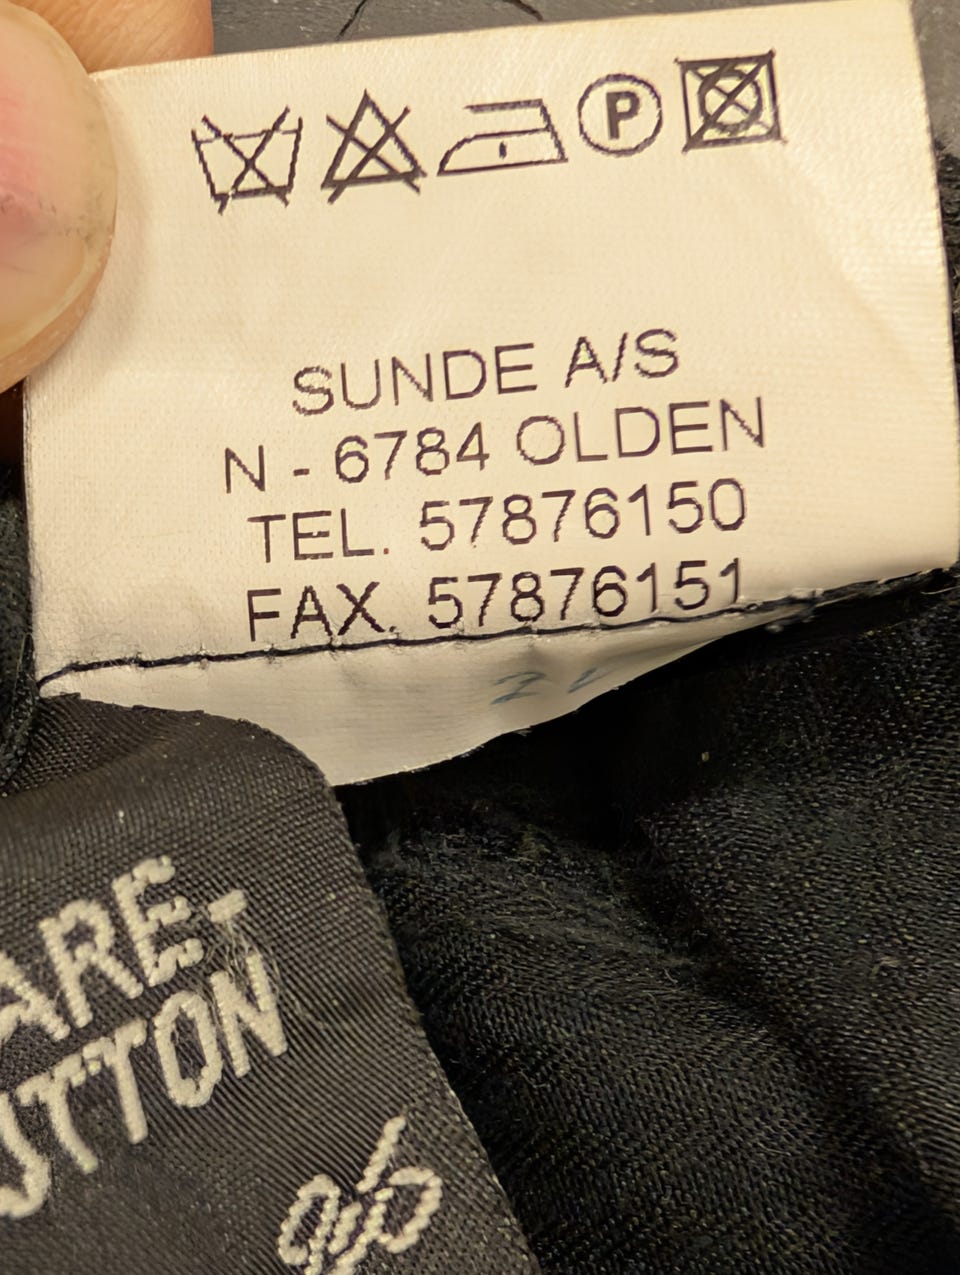 P
SUNDE A/S
N - 6784 OLDEN
TEL. 57876150
FAX. 57876151
ARE-
UTTON